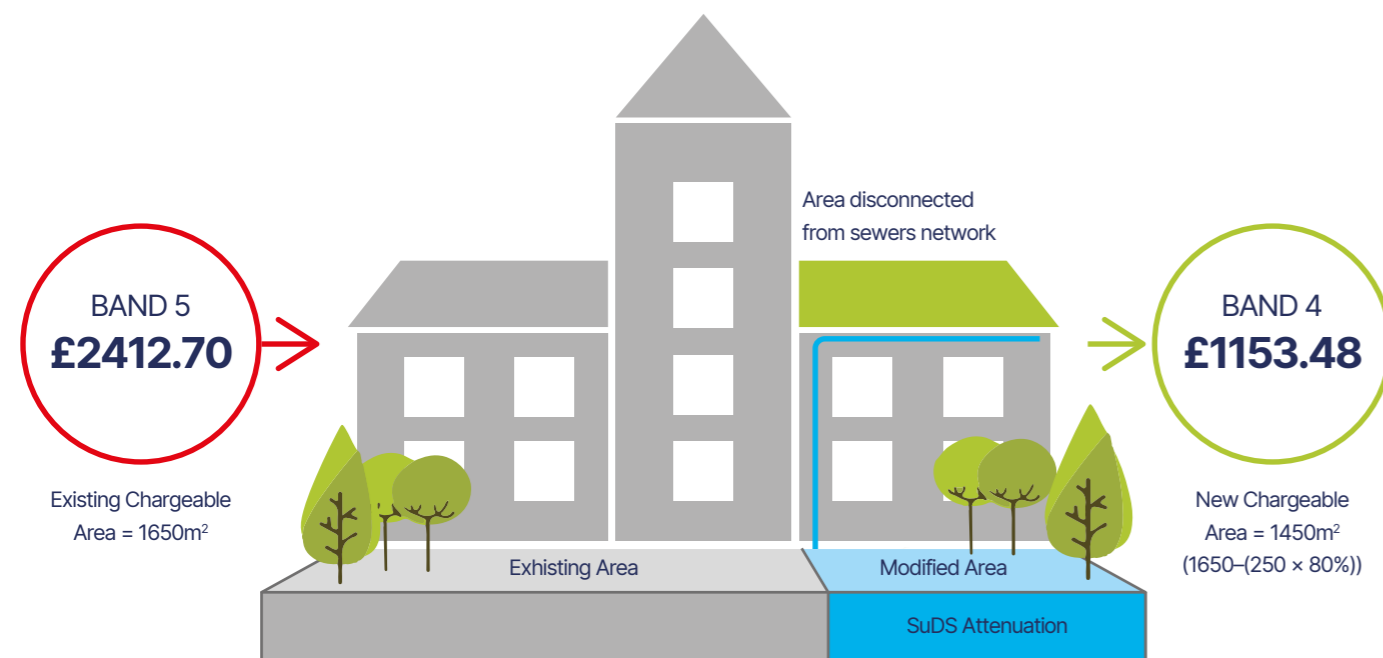 Area disconnected
from sewers network
BAND 5
£2412.70
Existing Chargeable
Area = 1650m²
BAND 4
£1153.48
New Chargeable
Area = 1450m²
(1650–(250 × 80%))
Exhisting Area
Modified Area
SuDS Attenuation